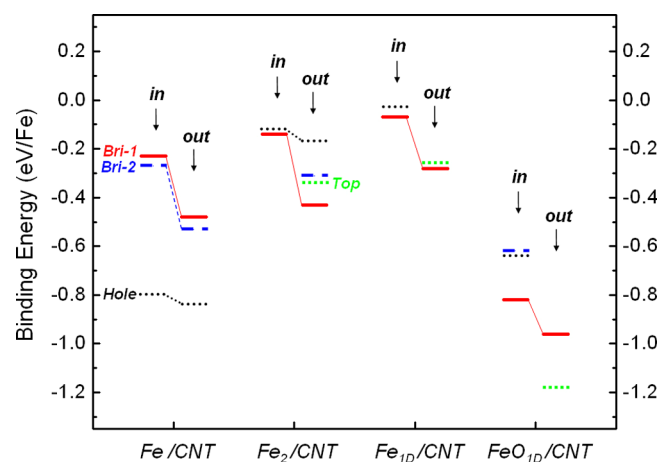 Binding Energy (eV/Fe)
0.2
0.0
-0.2
-0.4
-0.6
-0.8
-1.0
-1.2
0.2
0.0
-0.2
-0.4
-0.6
-0.8
-1.0
-1.2
in
out
in
out
in
out
in
out
Bri-1
Bri-2
Hole
Top
Fe/CNT
Fe2/CNT
Fe1D/CNT
FeO1D/CNT